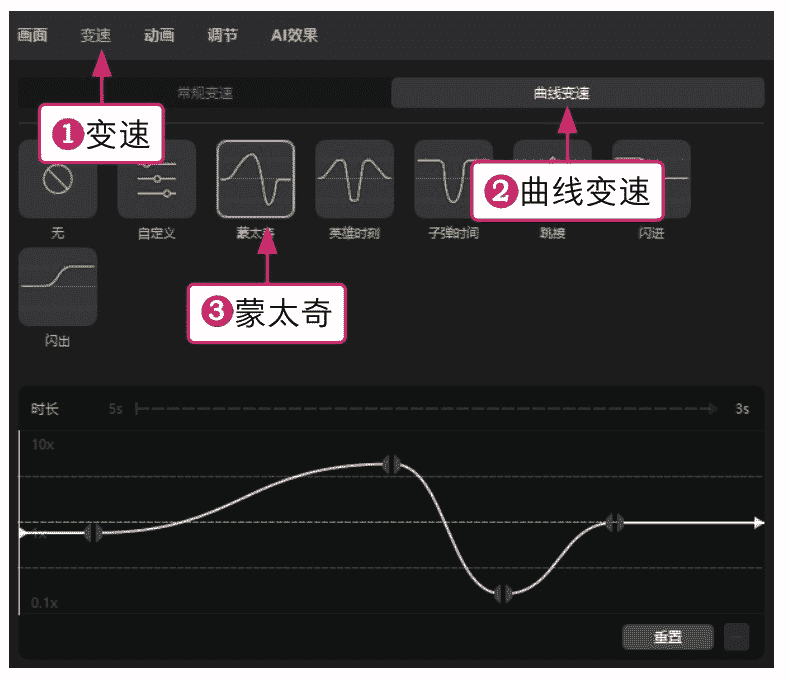 画面 变速 动画 调节 AI效果
常规变速 曲线变速
❶变速
❷曲线变速
无 自定义 蒙太奇 英雄时刻 子弹时间 跳接 闪进
❸蒙太奇
闪出
时长 5s 3s
10x
1x
0.1x
重置